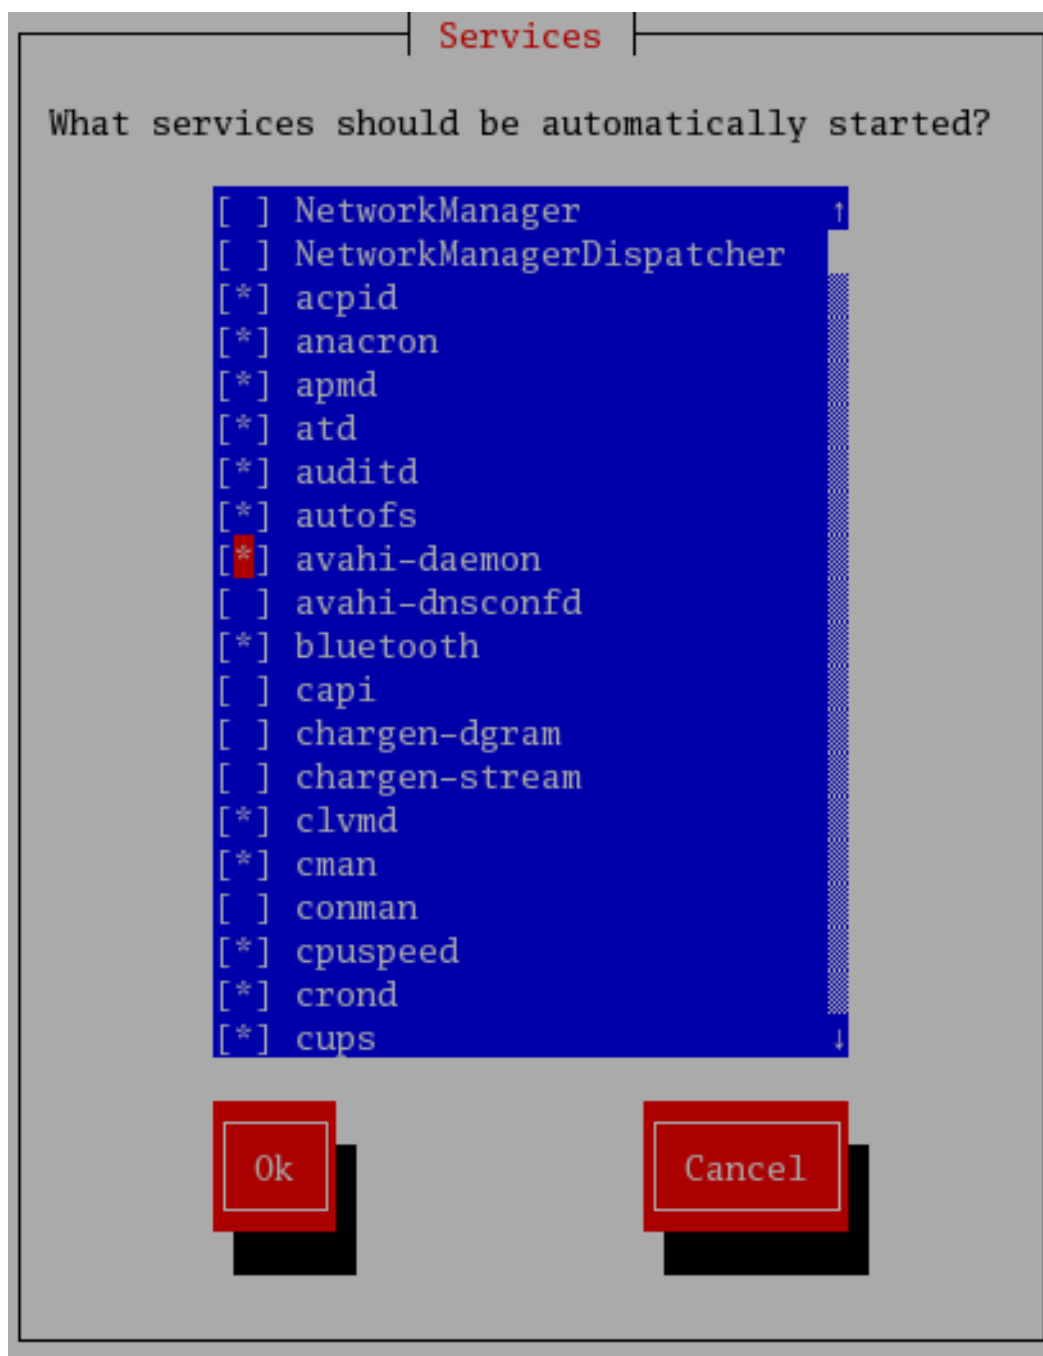 Services
What services should be automatically started?
[ ] NetworkManager ↑
[ ] NetworkManagerDispatcher
[*] acpid
[*] anacron
[*] apmd
[*] atd
[*] auditd
[*] autofs
[*] avahi-daemon
[ ] avahi-dnsconfd
[*] bluetooth
[ ] capi
[ ] chargen-dgram
[ ] chargen-stream
[*] clvmd
[*] cman
[ ] conman
[*] cpuspeed
[*] crond
[*] cups ↓
Ok Cancel